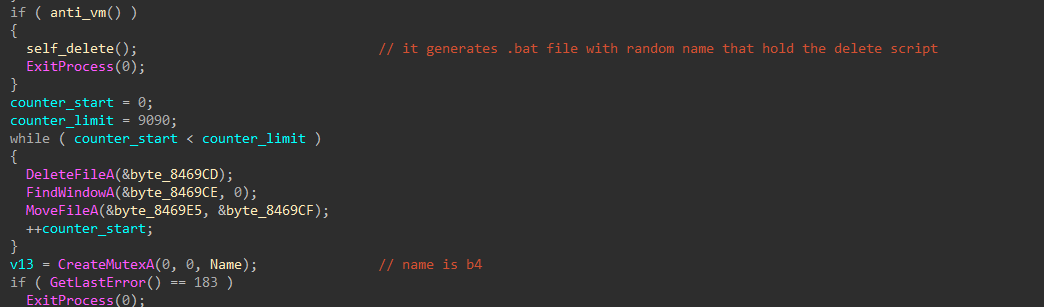 if ( anti_vm() )
{
self_delete(); // it generates .bat file with random name that hold the delete script
ExitProcess(0);
}
counter_start = 0;
counter_limit = 9090;
while ( counter_start < counter_limit )
{
DeleteFileA(&byte_8469CD);
FindWindowA(&byte_8469CE, 0);
MoveFileA(&byte_8469E5, &byte_8469CF);
++counter_start;
}
v13 = CreateMutexA(0, 0, Name); // name is b4
if ( GetLastError() == 183 )
ExitProcess(0);